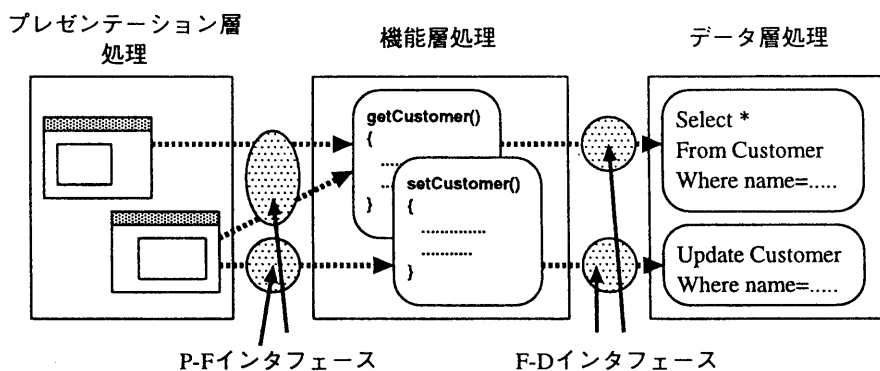 プレゼンテーション層
処理
機能層処理
データ層処理
getCustomer()
{
.....
..
}
setCustomer()
{
...............
............
}
Select *
From Customer
Where name=.....
Update Customer
Where name=.....
P-Fインタフェース
F-Dインタフェース